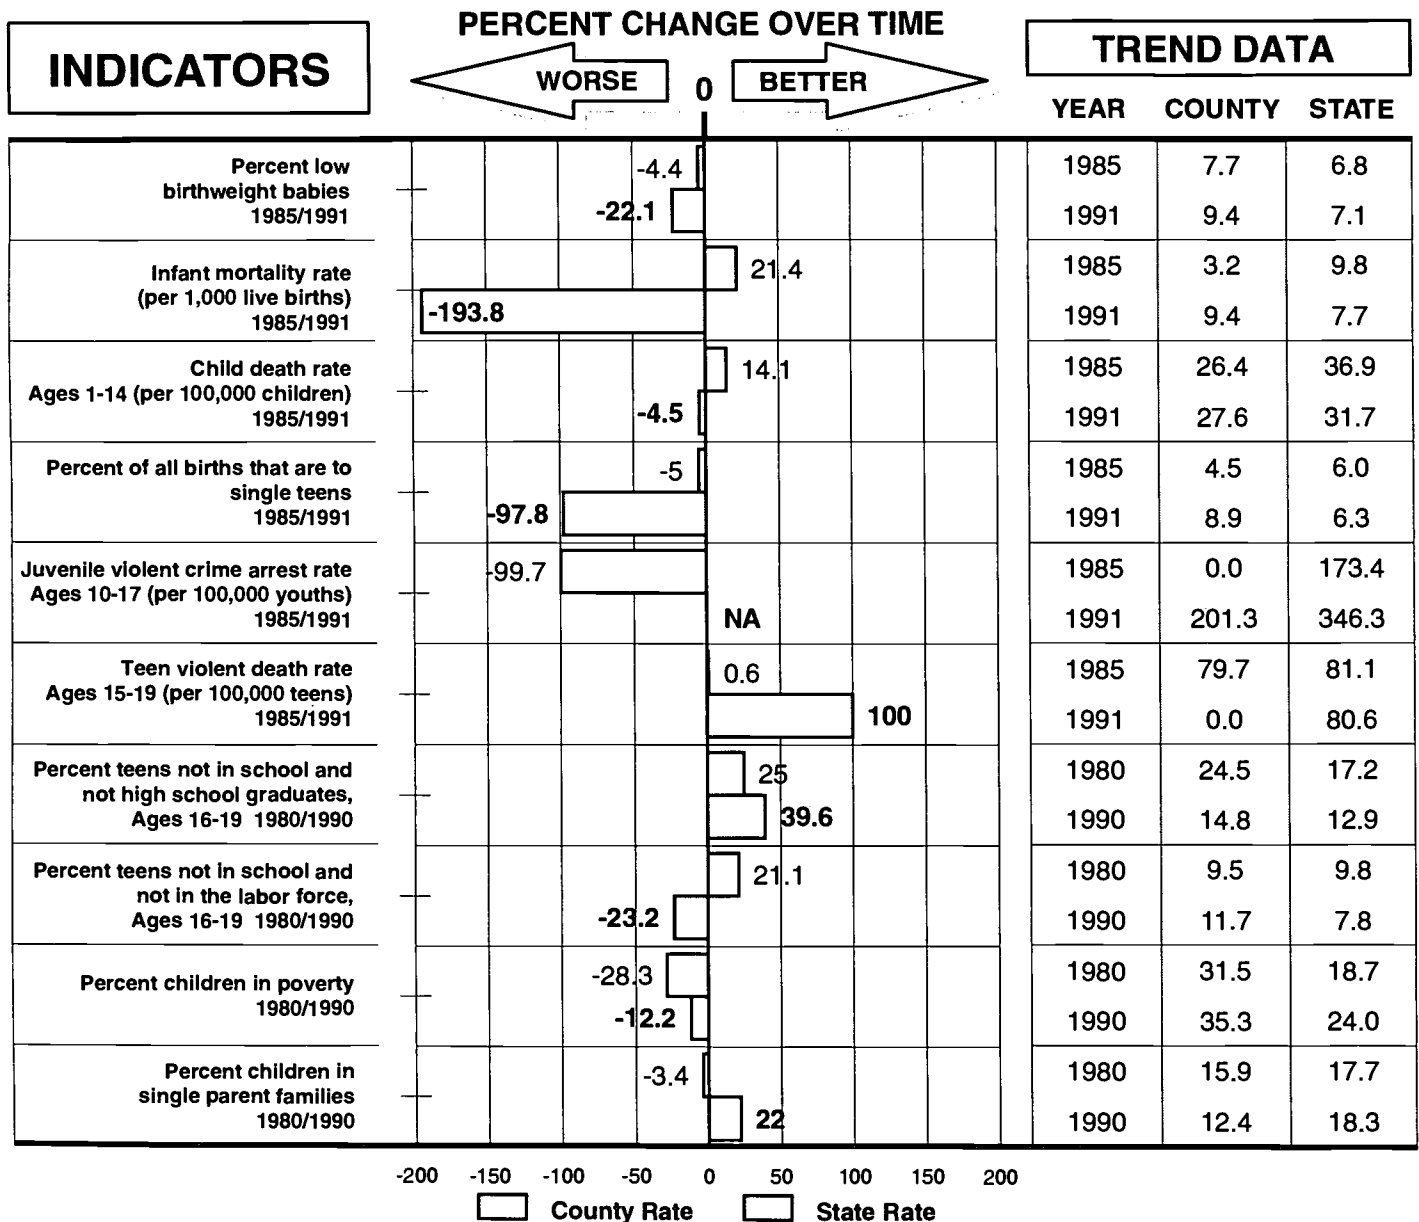 INDICATORS
PERCENT CHANGE OVER TIME
WORSE 0 BETTER
TREND DATA
YEAR COUNTY STATE
Percent low
birthweight babies
1985/1991
-4.4
-22.1
1985 7.7 6.8
1991 9.4 7.1
Infant mortality rate
(per 1,000 live births)
1985/1991
21.4
-193.8
1985 3.2 9.8
1991 9.4 7.7
Child death rate
Ages 1-14 (per 100,000 children)
1985/1991
14.1
-4.5
1985 26.4 36.9
1991 27.6 31.7
Percent of all births that are to
single teens
1985/1991
-5
-97.8
1985 4.5 6.0
1991 8.9 6.3
Juvenile violent crime arrest rate
Ages 10-17 (per 100,000 youths)
1985/1991
-99.7
NA
1985 0.0 173.4
1991 201.3 346.3
Teen violent death rate
Ages 15-19 (per 100,000 teens)
1985/1991
0.6
100
1985 79.7 81.1
1991 0.0 80.6
Percent teens not in school and
not high school graduates,
Ages 16-19 1980/1990
25
39.6
1980 24.5 17.2
1990 14.8 12.9
Percent teens not in school and
not in the labor force,
Ages 16-19 1980/1990
21.1
-23.2
1980 9.5 9.8
1990 11.7 7.8
Percent children in poverty
1980/1990
-28.3
-12.2
1980 31.5 18.7
1990 35.3 24.0
Percent children in
single parent families
1980/1990
-3.4
22
1980 15.9 17.7
1990 12.4 18.3
-200 -150 -100 -50 0 50 100 150 200
County Rate State Rate